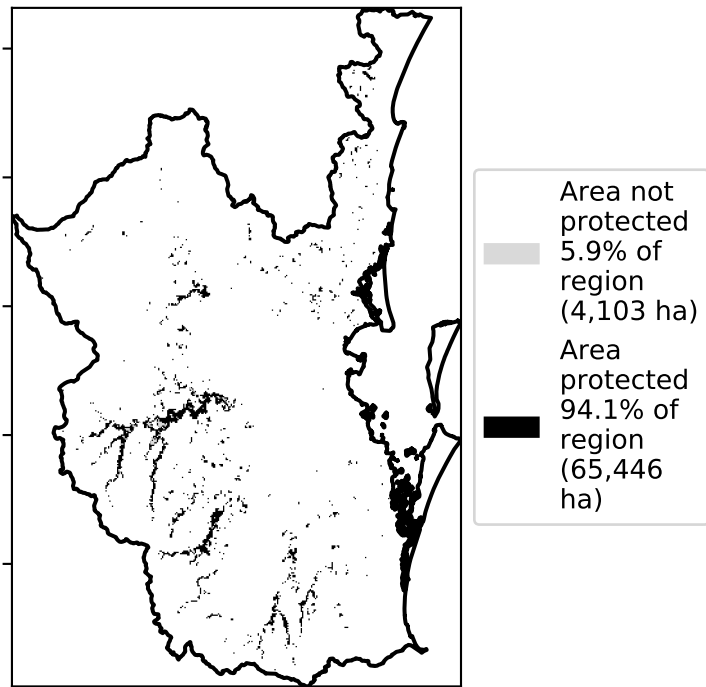 Area not
protected
5.9% of
region
(4,103 ha)
Area
protected
94.1% of
region
(65,446
ha)